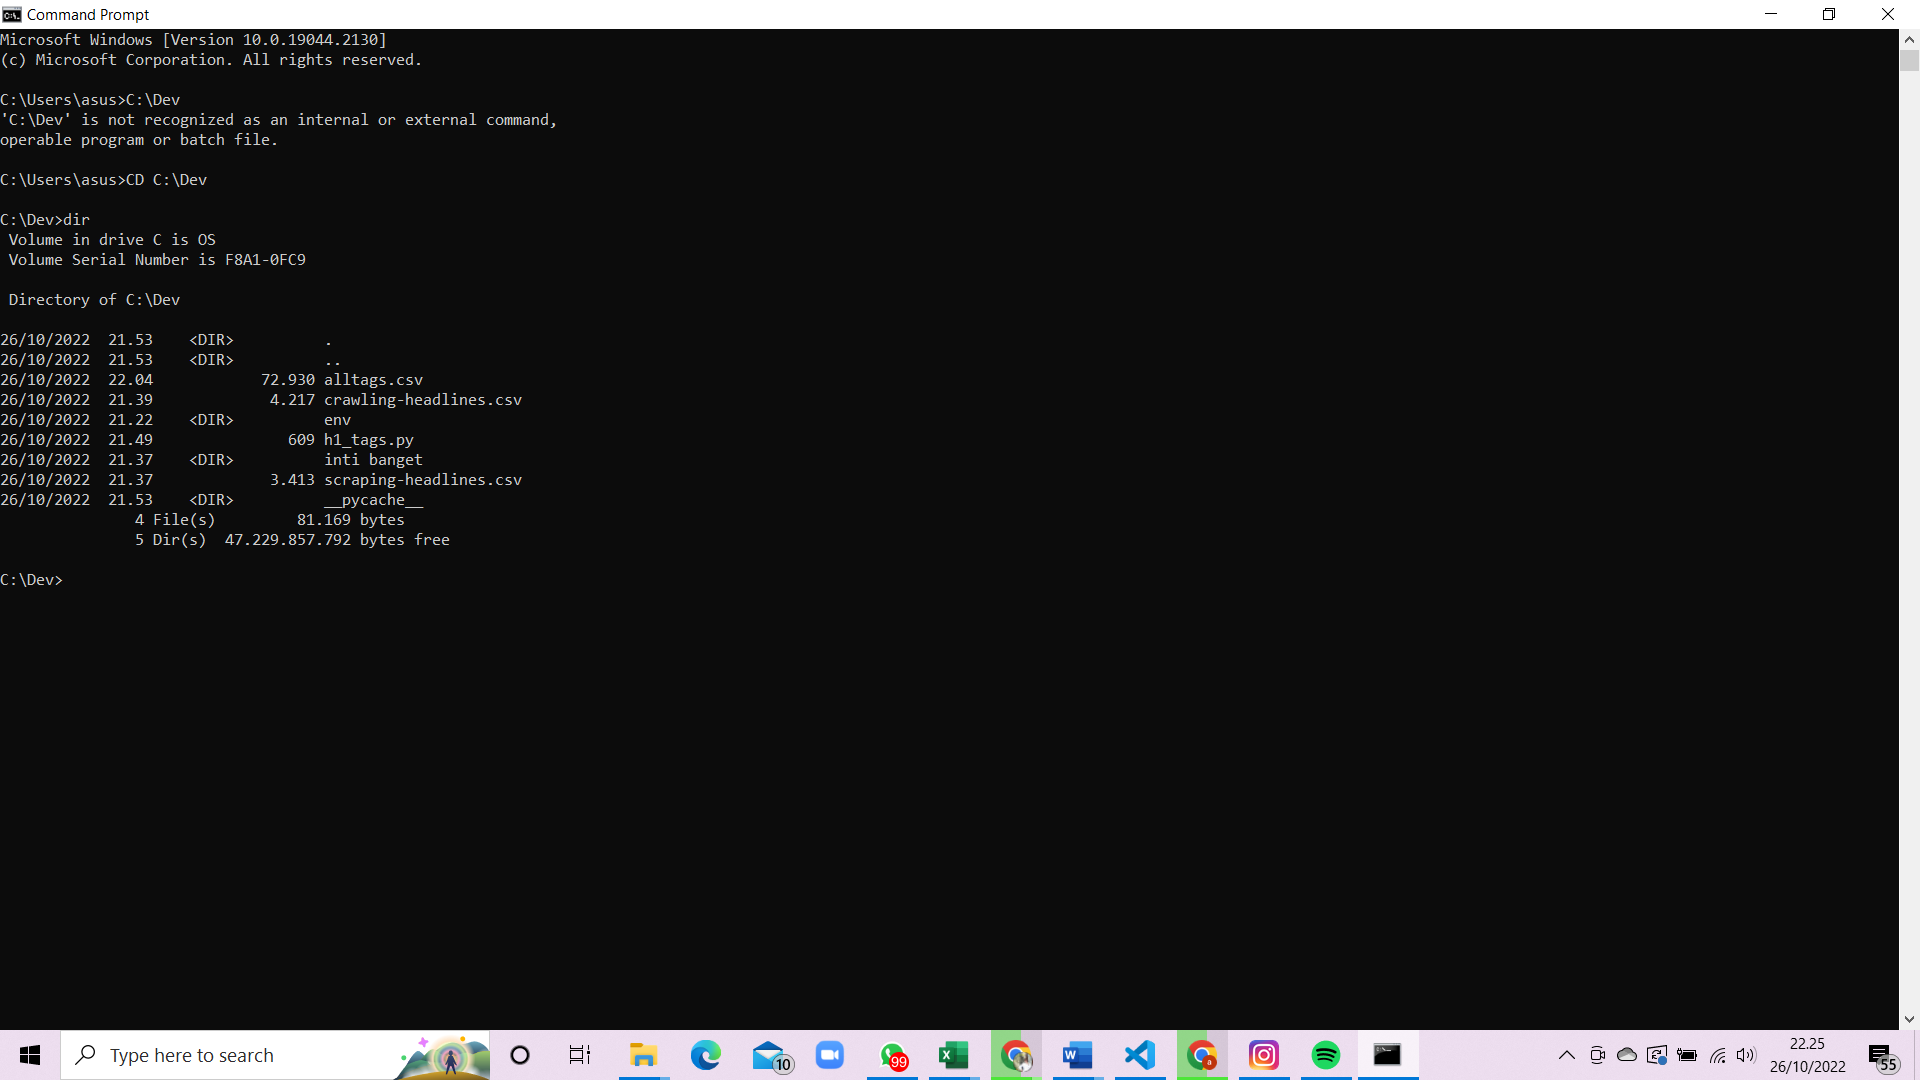 Command Prompt
Microsoft Windows [Version 10.0.19044.2130]
(c) Microsoft Corporation. All rights reserved.
C:\Users\asus>C:\Dev
'C:\Dev' is not recognized as an internal or external command,
operable program or batch file.
C:\Users\asus>CD C:\Dev
C:\Dev>dir
 Volume in drive C is OS
 Volume Serial Number is F8A1-0FC9
 Directory of C:\Dev
26/10/2022  21.53    <DIR>          .
26/10/2022  21.53    <DIR>          ..
26/10/2022  22.04            72.930 alltags.csv
26/10/2022  21.39             4.217 crawling-headlines.csv
26/10/2022  21.22    <DIR>          env
26/10/2022  21.49               609 h1_tags.py
26/10/2022  21.37    <DIR>          inti banget
26/10/2022  21.37             3.413 scraping-headlines.csv
26/10/2022  21.53    <DIR>          __pycache__
               4 File(s)         81.169 bytes
               5 Dir(s)  47.229.857.792 bytes free
C:\Dev>
Type here to search
10
99
22.25
26/10/2022
55